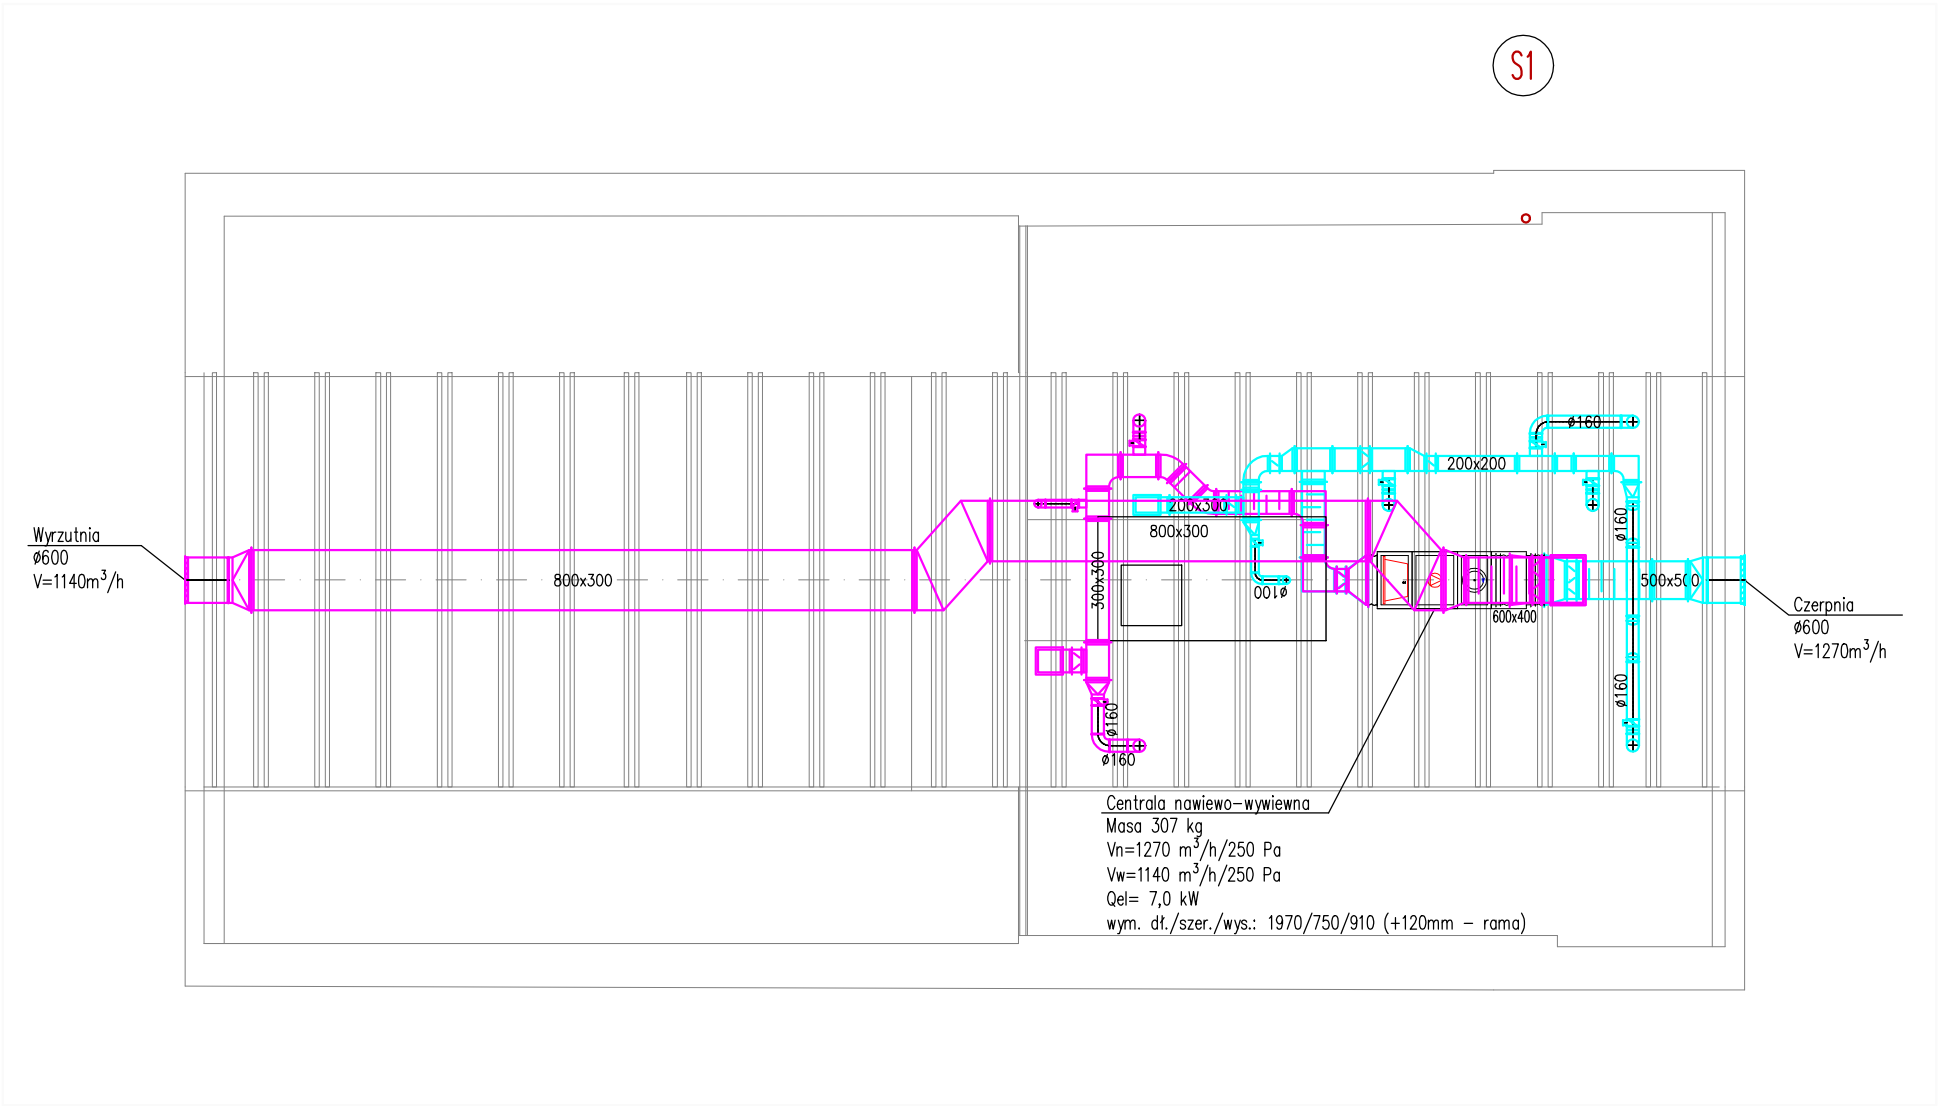 S1
ø160
200x200
200x300
ø160
800x300
Wyrzutnia
ø600
V=1140m³/h
800x300
300x300
ø100
500x500
600x400
Czerpnia
ø600
V=1270m³/h
ø160
ø160
ø160
Centrala nawiewo-wywiewna
Masa 307 kg
Vn=1270 m³/h/250 Pa
Vw=1140 m³/h/250 Pa
Qel= 7,0 kW
wym. dł./szer./wys.: 1970/750/910 (+120mm - rama)